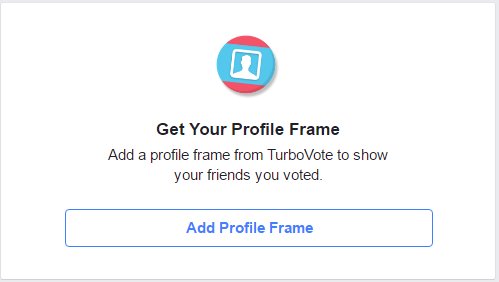 Get Your Profile Frame
Add a profile frame from TurboVote to show
your friends you voted.
Add Profile Frame